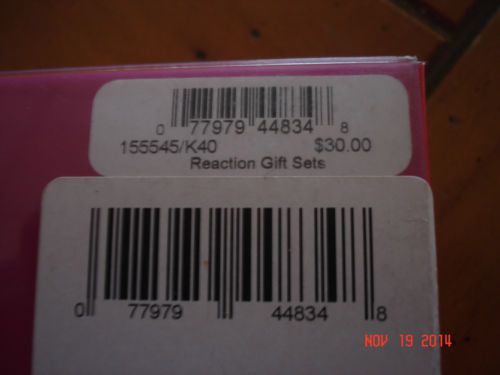 0 77979 44834 8
155545/K40 $30.00
Reaction Gift Sets
0 77979 44834 8
NOV 19 2014